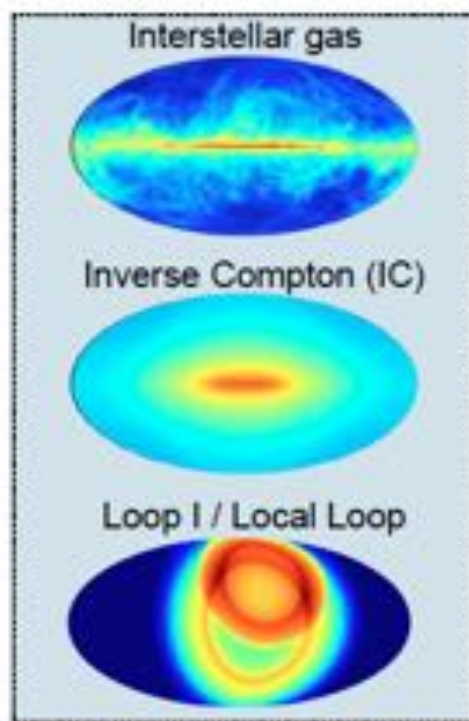 Interstellar gas
Inverse Compton (IC)
Loop I / Local Loop